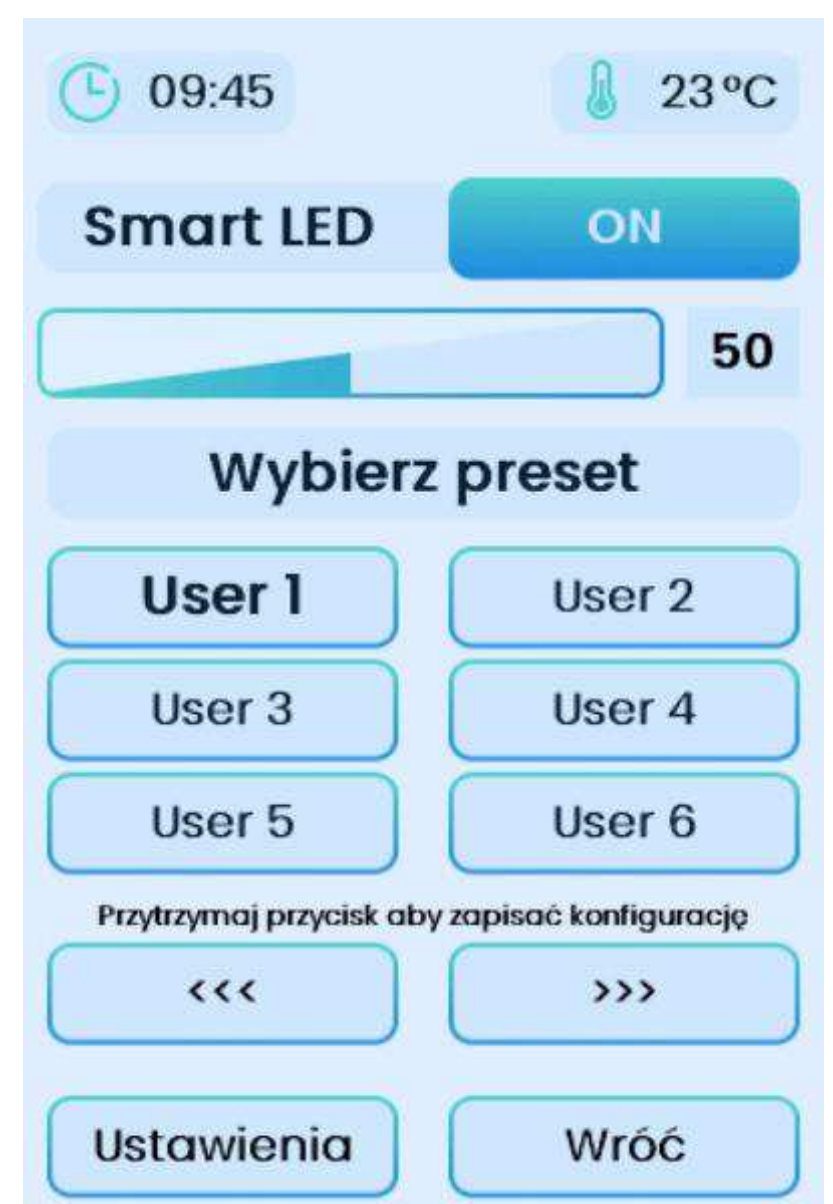 09:45 23°C
Smart LED ON
50
Wybierz preset
User 1 User 2
User 3 User 4
User 5 User 6
Przytrzymaj przycisk aby zapisać konfigurację
<<< >>>
Ustawienia Wróć